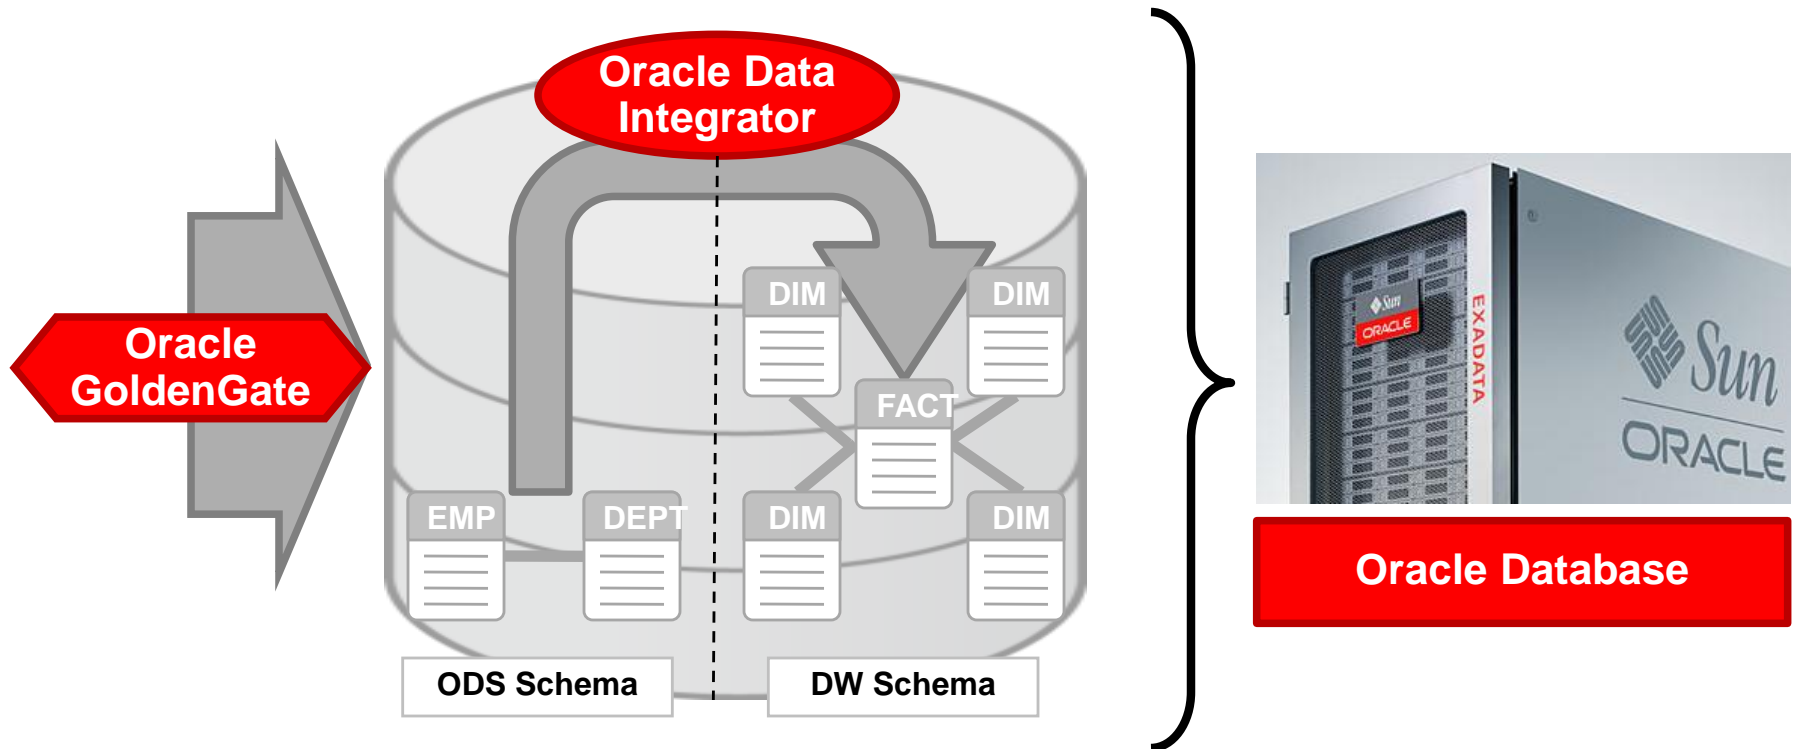 Oracle Data
Integrator
Oracle
GoldenGate
DIM
DIM
FACT
EMP
DEPT
DIM
DIM
ODS Schema
DW Schema
Sun
ORACLE
EXADATA
Sun
ORACLE
Oracle Database